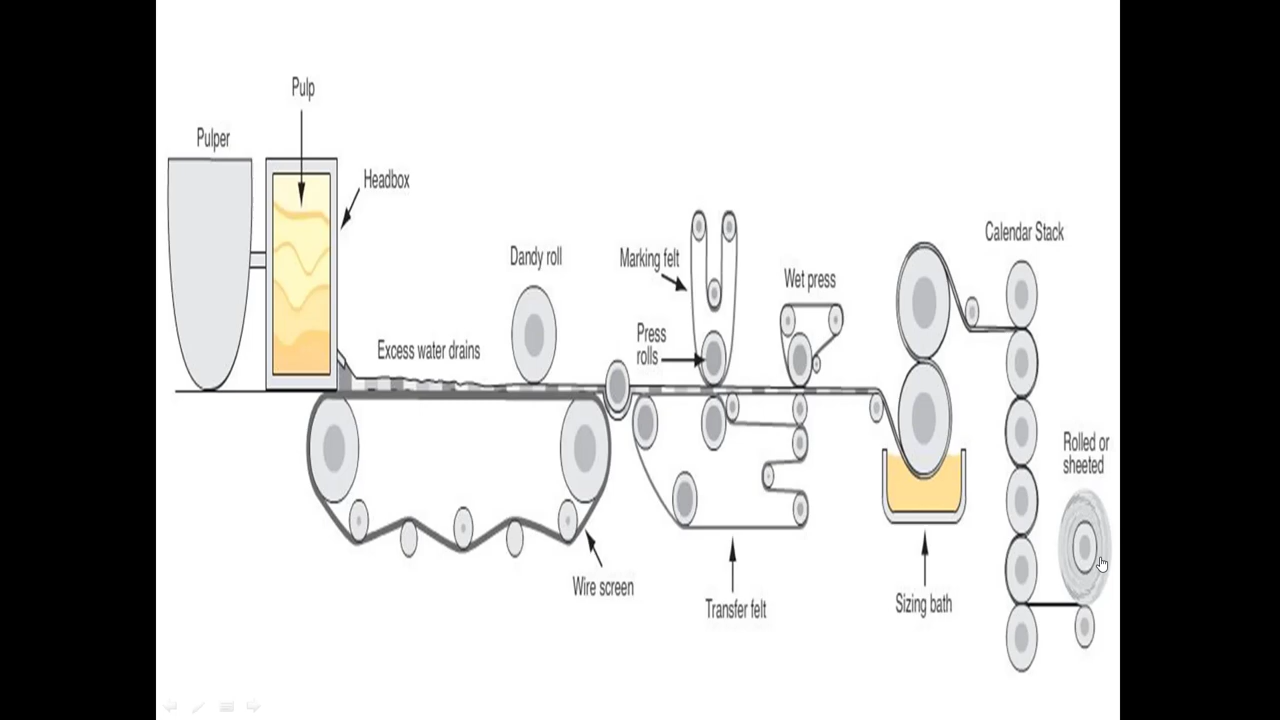 Pulp
Pulper
Headbox
Excess water drains
Dandy roll
Wire screen
Marking felt
Press
rolls
Wet press
Transfer felt
Sizing bath
Calendar Stack
Rolled or
sheeted